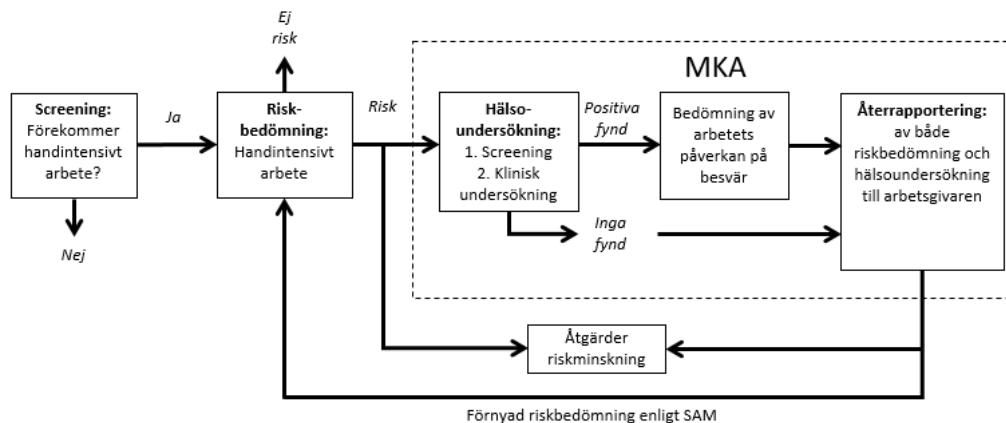 Ej
risk
MKA
Screening:
Förekommer
handintensivt
arbete?
Ja
Nej
Risk-
bedömning:
Handintensivt
arbete
Risk
Hälso-
undersökning:
1. Screening
2. Klinisk
undersökning
Positiva
fynd
Inga
fynd
Bedömning av
arbetets
påverkan på
besvär
Återrapportering:
av både
riskbedömning och
hälsoundersökning
till arbetsgivaren
Åtgärder
riskminskning
Förnyad riskbedömning enligt SAM